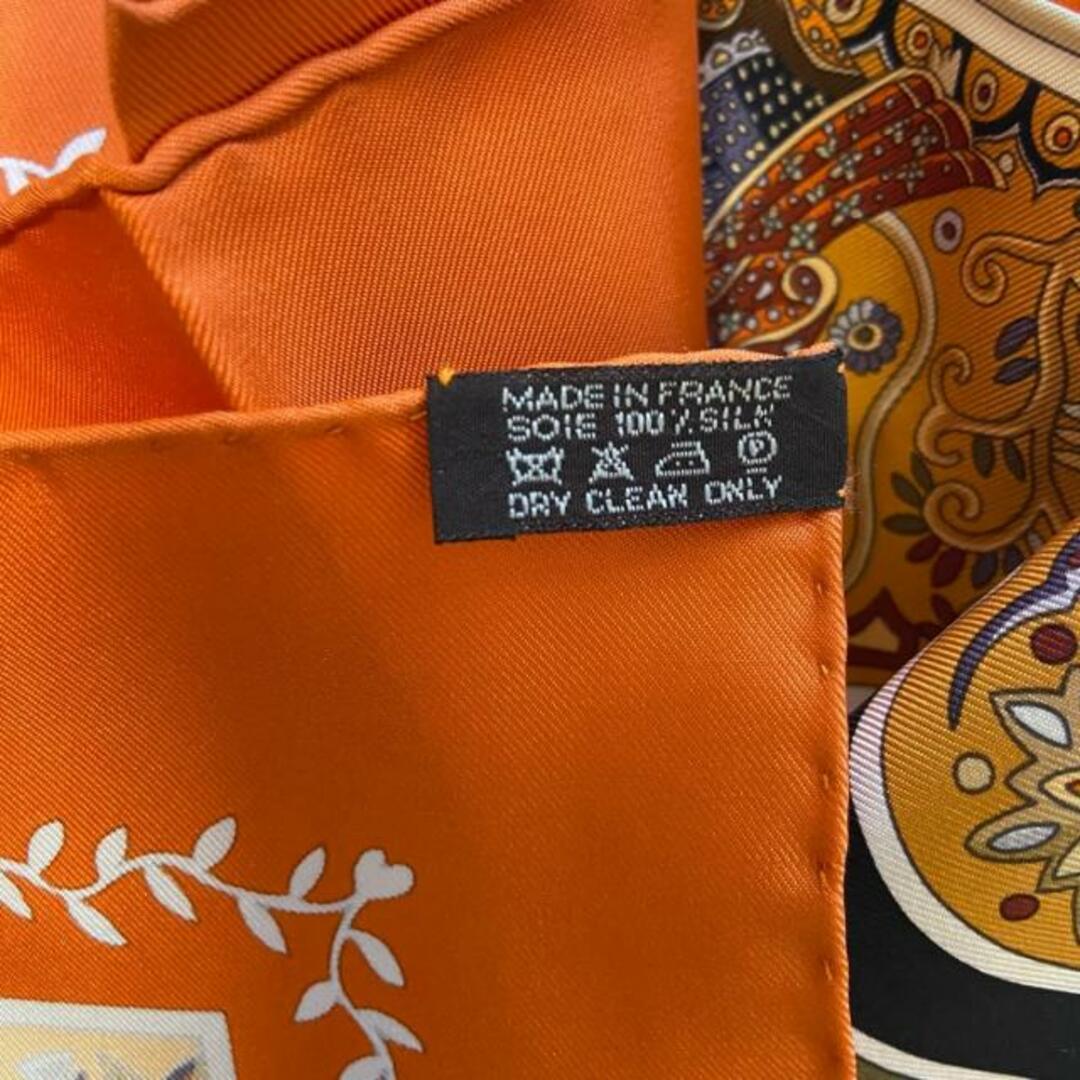 MADE IN FRANCE
SOIE 100 % SILK
P
DRY CLEAN ONLY